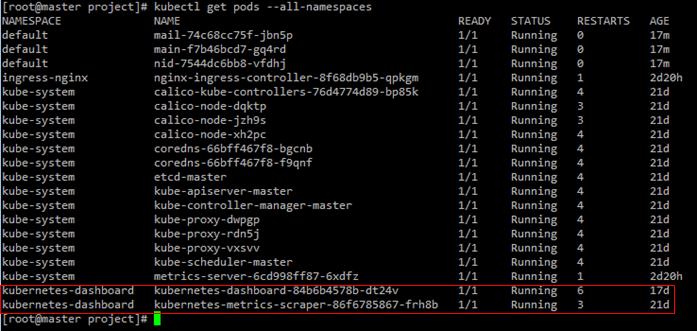 [root@master project]# kubectl get pods --all-namespaces
NAMESPACE NAME READY STATUS RESTARTS AGE
default mail-74c68cc75f-jbn5p 1/1 Running 0 17m
default main-f7b46bcd7-gq4rd 1/1 Running 0 17m
default nid-7544dc6bb8-vfdhj 1/1 Running 0 17m
ingress-nginx nginx-ingress-controller-8f68db9b5-qpkgm 1/1 Running 1 2d20h
kube-system calico-kube-controllers-76d4774d89-bp85k 1/1 Running 4 21d
kube-system calico-node-dqktp 1/1 Running 3 21d
kube-system calico-node-jzh9s 1/1 Running 3 21d
kube-system calico-node-xh2pc 1/1 Running 4 21d
kube-system coredns-66bff467f8-bgcnb 1/1 Running 4 21d
kube-system coredns-66bff467f8-f9qnf 1/1 Running 4 21d
kube-system etcd-master 1/1 Running 4 21d
kube-system kube-apiserver-master 1/1 Running 4 21d
kube-system kube-controller-manager-master 1/1 Running 4 21d
kube-system kube-proxy-dwpgp 1/1 Running 4 21d
kube-system kube-proxy-rdn5j 1/1 Running 4 21d
kube-system kube-proxy-vxsvv 1/1 Running 4 21d
kube-system kube-scheduler-master 1/1 Running 4 21d
kube-system metrics-server-6cd998ff87-6xdfz 1/1 Running 1 2d20h
kubernetes-dashboard kubernetes-dashboard-84b6b4578b-dt24v 1/1 Running 6 17d
kubernetes-dashboard kubernetes-metrics-scraper-86f6785867-frh8b 1/1 Running 3 21d
[root@master project]#